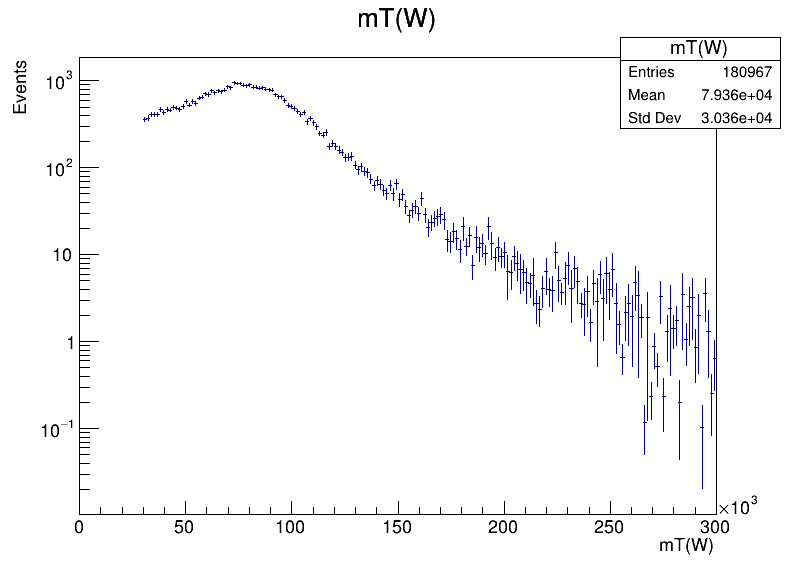 mT(W)
mT(W)
Entries 180967
Mean 7.936e+04
Std Dev 3.036e+04
Events
10³
10²
10
1
10⁻¹
0 50 100 150 200 250 300
×10³
mT(W)